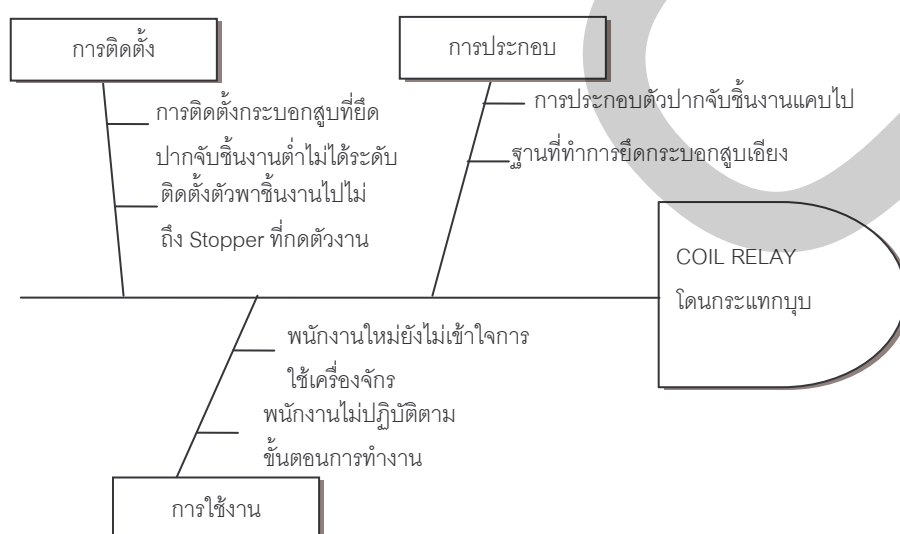 การติดตั้ง
การประกอบ
การติดตั้งกระบอกสูบที่ยึด
ปากจับชิ้นงานต่ำไม่ได้ระดับ
ติดตั้งตัวพาชิ้นงานไปไม่
ถึง Stopper ที่กดตัวงาน
การประกอบตัวปากจับชิ้นงานแคบไป
ฐานที่ทำการยึดกระบอกสูบเอียง
COIL RELAY
โดนกระแทกบุบ
พนักงานใหม่ยังไม่เข้าใจการ
ใช้เครื่องจักร
พนักงานไม่ปฏิบัติตาม
ขั้นตอนการทำงาน
การใช้งาน